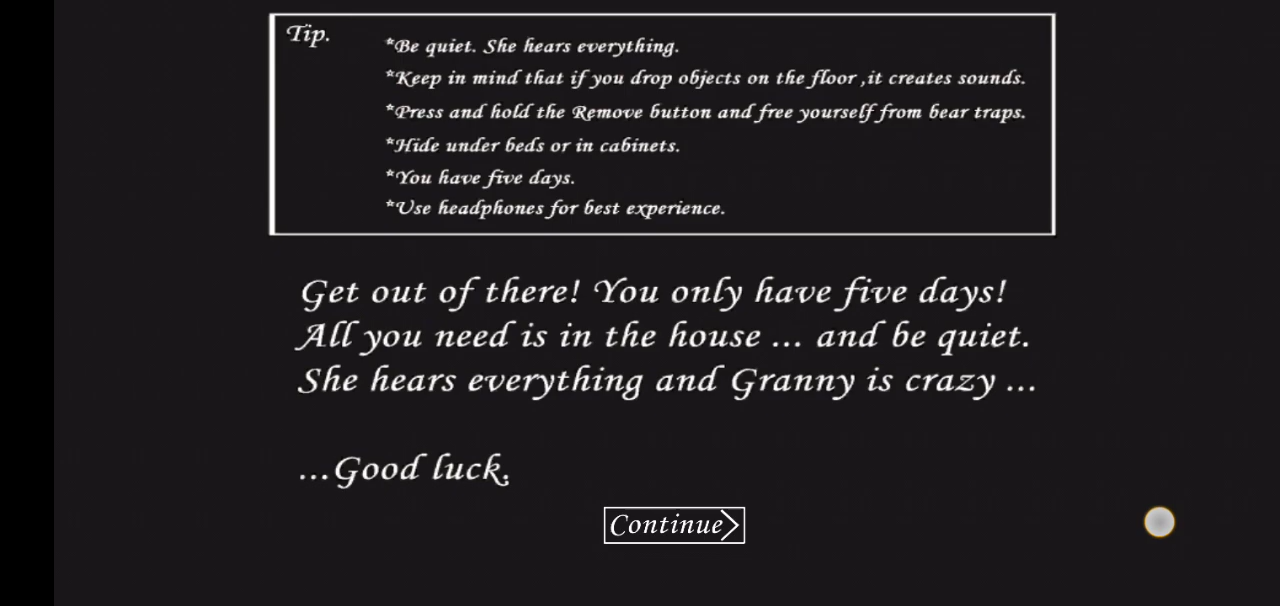 Tip.
*Be quiet. She hears everything.
*Keep in mind that if you drop objects on the floor ,it creates sounds.
*Press and hold the Remove button and free yourself from bear traps.
*Hide under beds or in cabinets.
*You have five days.
*Use headphones for best experience.
Get out of there! You only have five days!
All you need is in the house ... and be quiet.
She hears everything and Granny is crazy ...
...Good luck.
Continue>